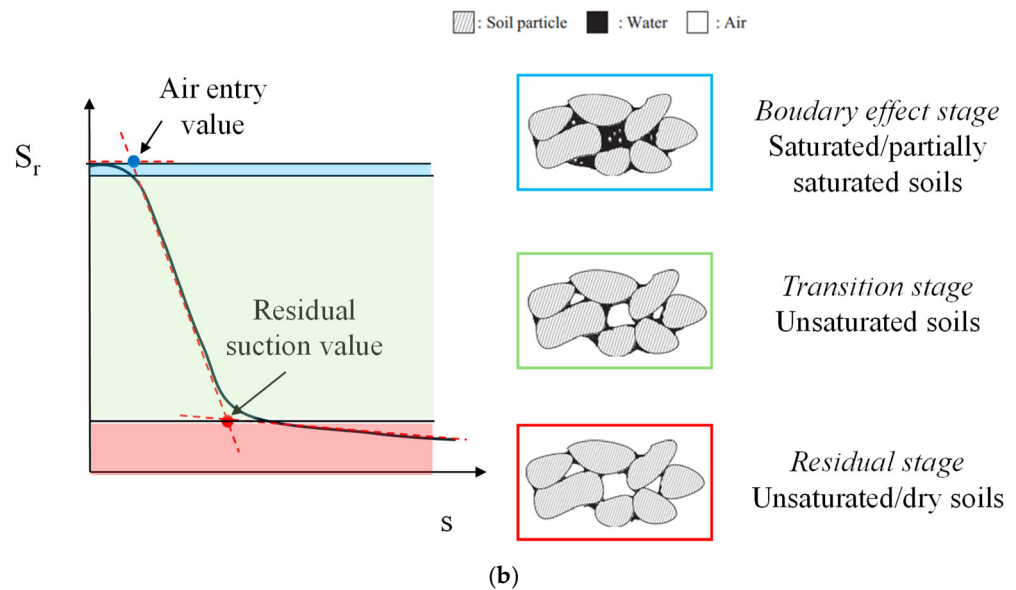 : Soil particle : Water : Air
Air entry
value
Sr
Residual
suction value
s
Boudary effect stage
Saturated/partially
saturated soils
Transition stage
Unsaturated soils
Residual stage
Unsaturated/dry soils
(b)